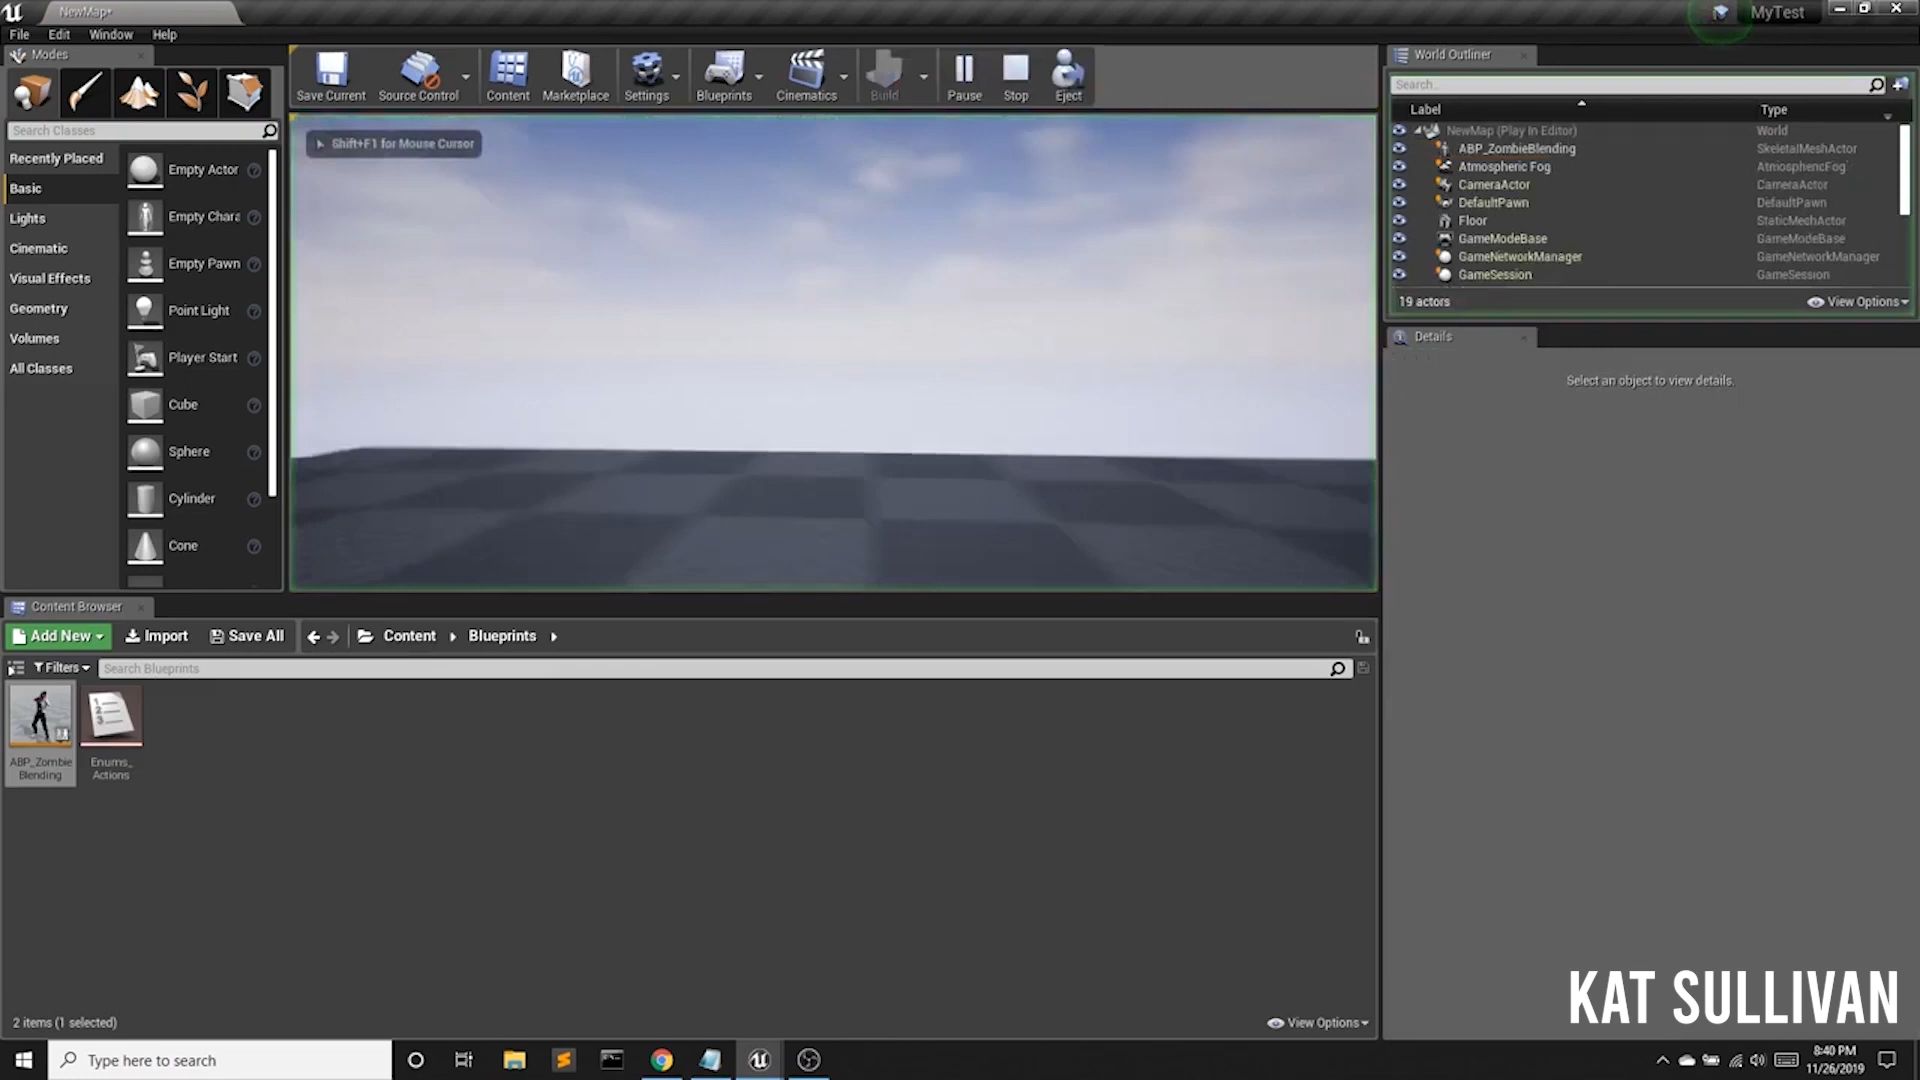 NewMap*
MyTest
File Edit Window Help
Modes
Search Classes
Recently Placed
Basic
Lights
Cinematic
Visual Effects
Geometry
Volumes
All Classes
Empty Actor
Empty Chara
Empty Pawn
Point Light
Player Start
Cube
Sphere
Cylinder
Cone
Save Current Source Control Content Marketplace Settings Blueprints Cinematics Build Pause Stop Eject
Shift+F1 for Mouse Cursor
World Outliner
Search...
Label Type
NewMap (Play In Editor) World
ABP_ZombieBlending SkeletalMeshActor
Atmospheric Fog AtmosphericFog
CameraActor CameraActor
DefaultPawn DefaultPawn
Floor StaticMeshActor
GameModeBase GameModeBase
GameNetworkManager GameNetworkManager
GameSession GameSession
19 actors View Options
Details
Select an object to view details.
Content Browser
Add New Import Save All Content Blueprints
Filters Search Blueprints
ABP_Zombie
Blending
Enums_
Actions
2 items (1 selected) View Options
KAT SULLIVAN
Type here to search
8:40 PM
11/26/2019